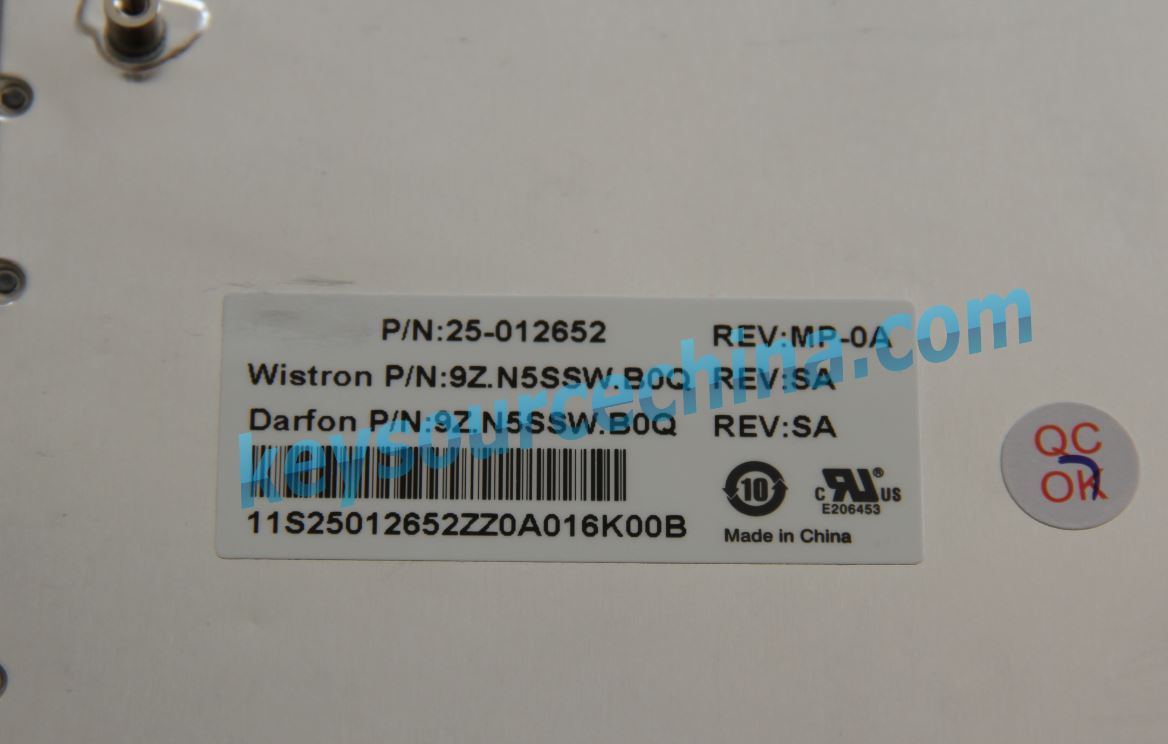 P/N:25-012652 REV:MP-0A
Wistron P/N:9Z.N5SSW.B0Q REV:SA
Darfon P/N:9Z.N5SSW.B0Q REV:SA
11S25012652ZZ0A016K00B
10
c RU ® US
E206453
Made in China
QC
OK
keysourcechina.com